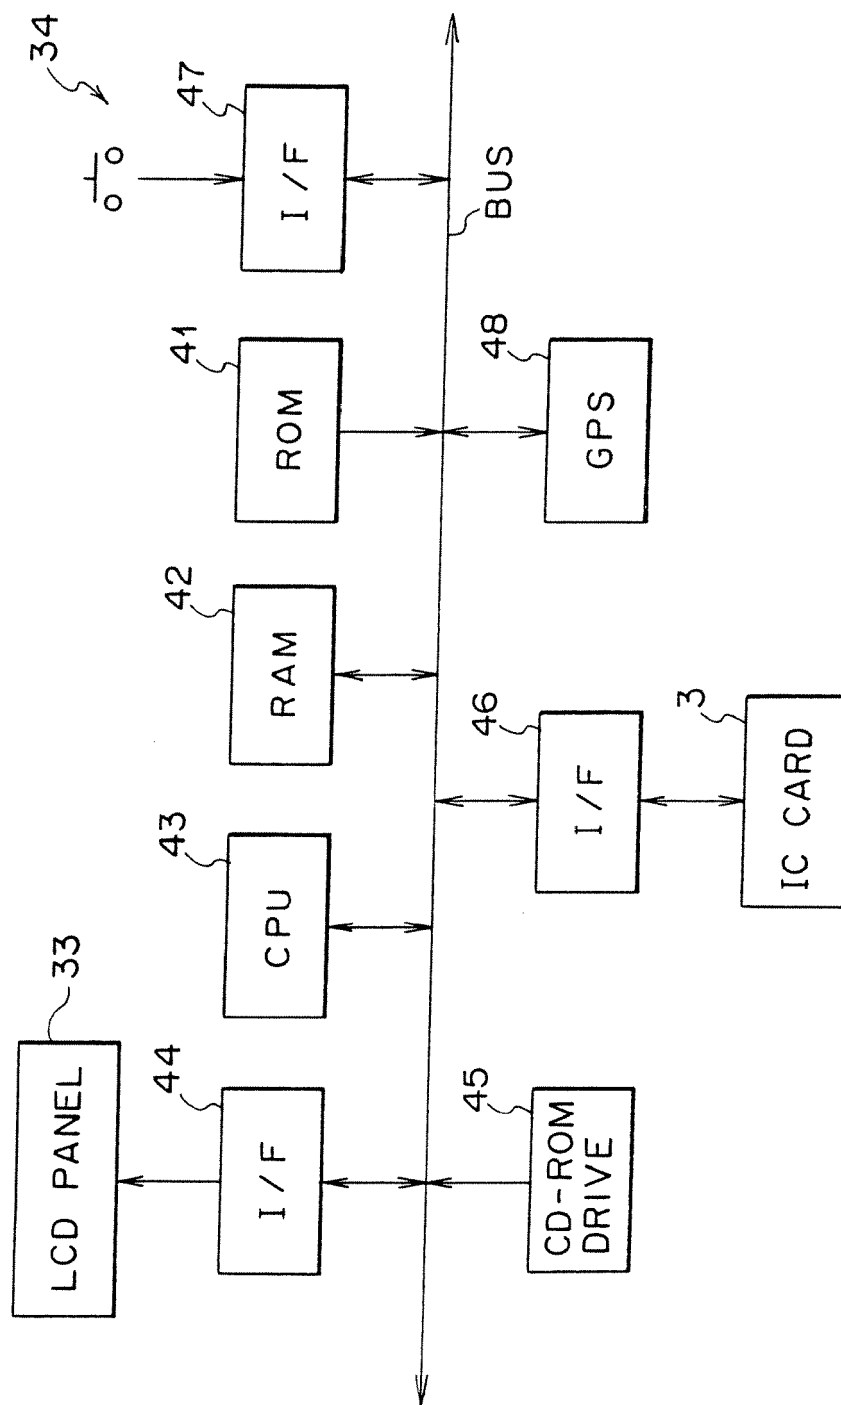 33
LCD PANEL
44
I/F
43
CPU
42
RAM
41
ROM
47
I/F
34
BUS
45
CD-ROM
DRIVE
46
I/F
3
IC CARD
48
GPS